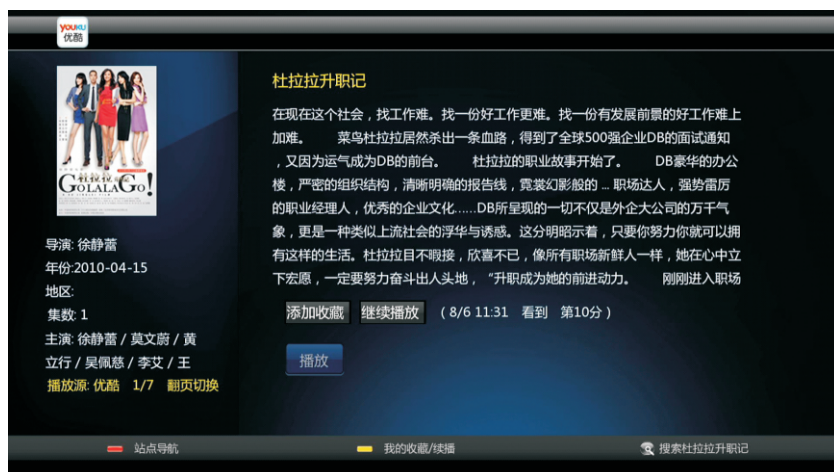 YOUKU
优酷
杜拉拉升职记
GOLALAGO!
杜拉拉升职记
在现在这个社会，找工作难。找一份好工作更难。找一份有发展前景的好工作难上
加难。 菜鸟杜拉拉居然杀出一条血路，得到了全球500强企业DB的面试通知
，又因为运气成为DB的前台。 杜拉拉的职业故事开始了。 DB豪华的办公
楼，严密的组织结构，清晰明确的报告线，霓裳幻影般的 ... 职场达人，强势雷厉
的职业经理人，优秀的企业文化……DB所呈现的一切不仅是外企大公司的万千气
象，更是一种类似上流社会的浮华与诱惑。这分明昭示着，只要你努力你就可以拥
有这样的生活。杜拉拉目不暇接，欣喜不已，像所有职场新鲜人一样，她在心中立
下宏愿，一定要努力奋斗出人头地，“升职成为她的前进动力。 刚刚进入职场
导演: 徐静蕾
年份:2010-04-15
地区:
集数: 1
主演: 徐静蕾 / 莫文蔚 / 黄
立行 / 吴佩慈 / 李艾 / 王
播放源: 优酷 1/7 翻页切换
添加收藏 继续播放 （8/6 11:31 看到 第10分）
播放
站点导航 我的收藏/续播 搜索杜拉拉升职记